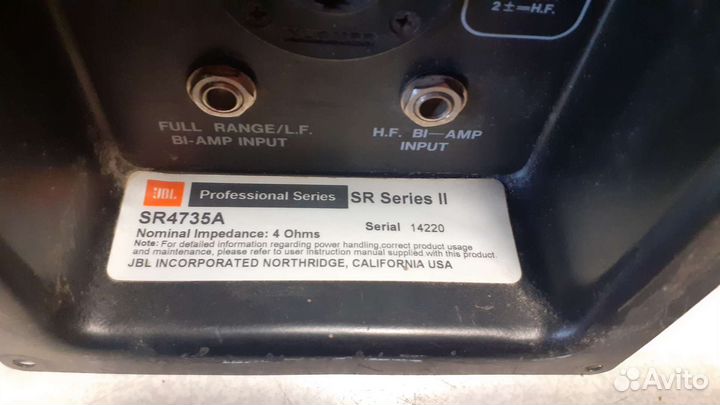 2 ±=H.F.
FULL RANGE/L.F.
BI-AMP INPUT
H.F. BI—AMP
INPUT
JBL Professional Series SR Series II
SR4735A
Nominal Impedance: 4 Ohms Serial 14220
Note: For detailed information regarding power handling,correct product usage
and maintenance, please refer to user instruction manual supplied with this product.
JBL INCORPORATED NORTHRIDGE, CALIFORNIA USA
Avito